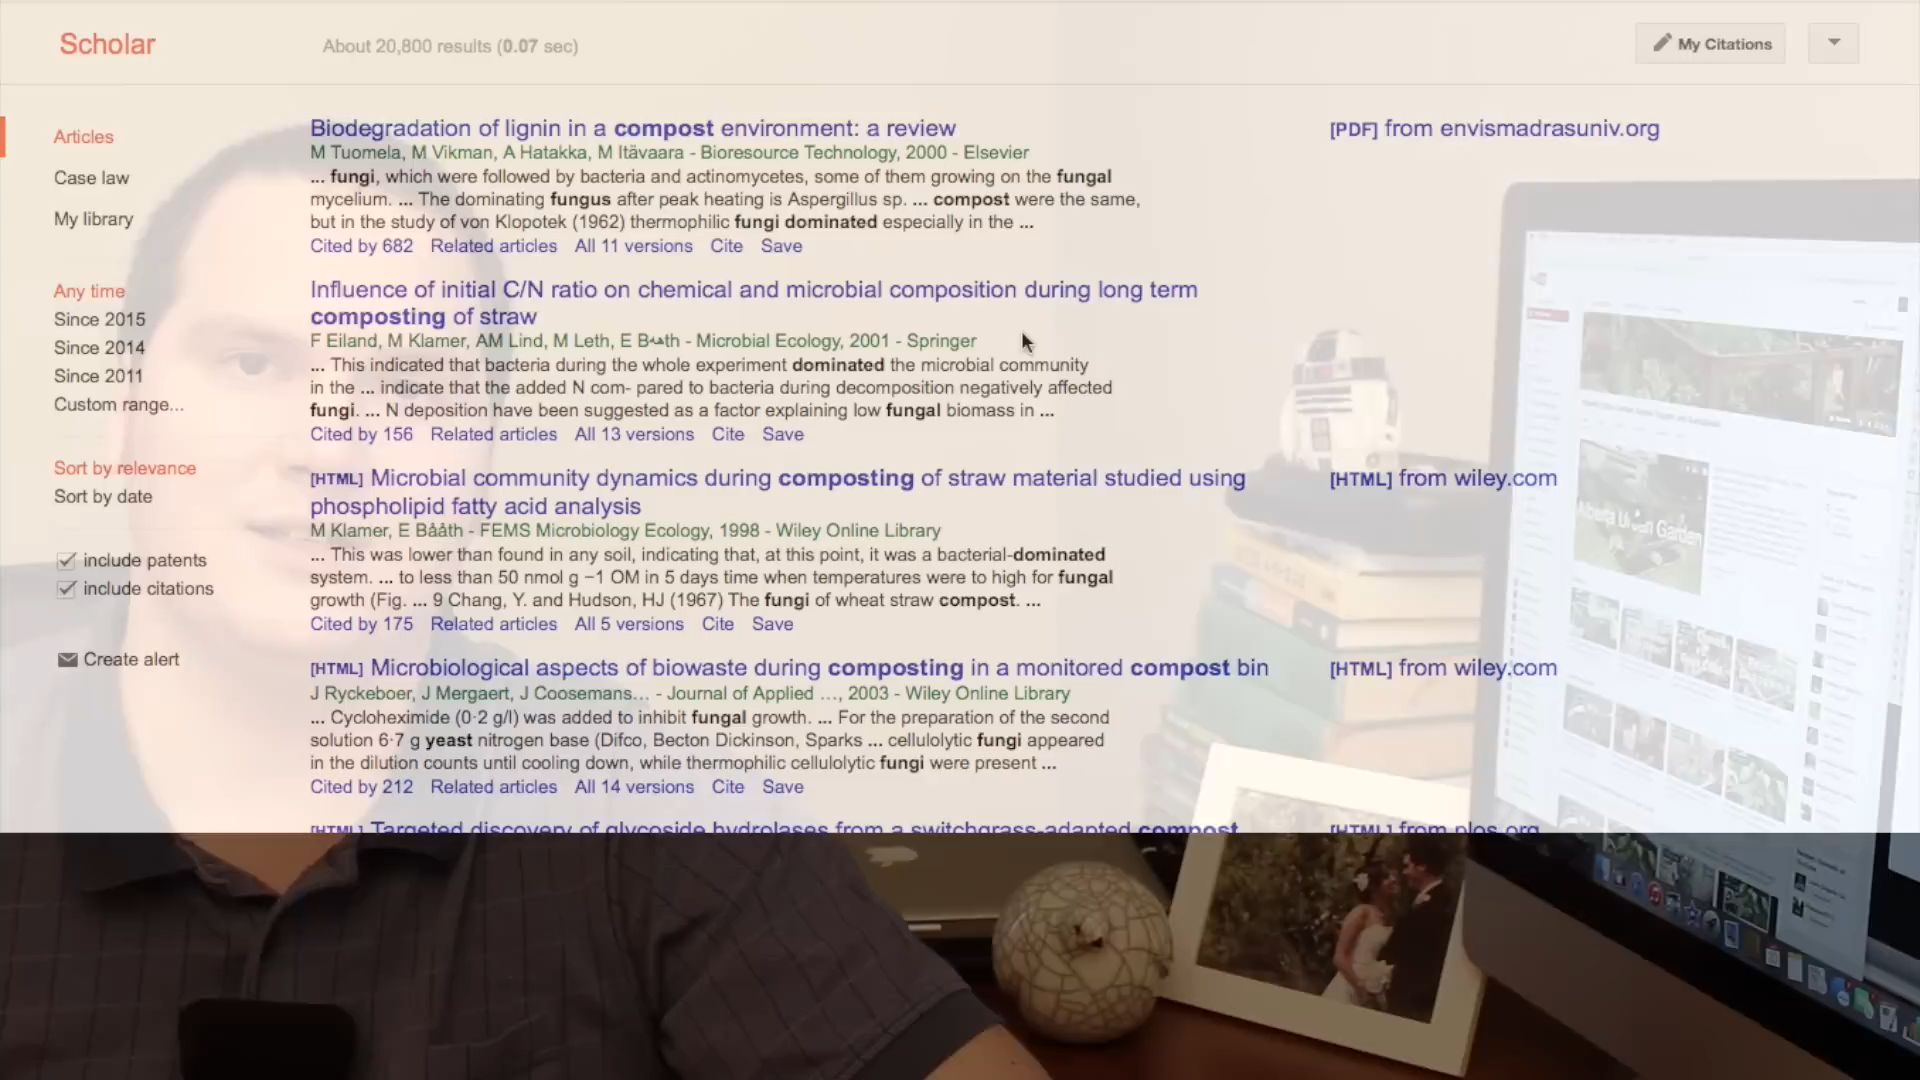 Scholar
About 20,800 results (0.07 sec)
My Citations
Articles
Case law
My library
Any time
Since 2015
Since 2014
Since 2011
Custom range...
Sort by relevance
Sort by date
include patents
include citations
Create alert
Biodegradation of lignin in a compost environment: a review
[PDF] from envismadrasuniv.org
M Tuomela, M Vikman, A Hatakka, M Itävaara - Bioresource Technology, 2000 - Elsevier
... fungi, which were followed by bacteria and actinomycetes, some of them growing on the fungal
mycelium. ... The dominating fungus after peak heating is Aspergillus sp. ... compost were the same,
but in the study of von Klopotek (1962) thermophilic fungi dominated especially in the ...
Cited by 682 Related articles All 11 versions Cite Save
Influence of initial C/N ratio on chemical and microbial composition during long term
composting of straw
F Eiland, M Klamer, AM Lind, M Leth, E - Microbial Ecology, 2001 - Springer
... This indicated that bacteria during the whole experiment dominated the microbial community
in the ... indicate that the added N com- pared to bacteria during decomposition negatively affected
fungi. ... N deposition have been suggested as a factor explaining low fungal biomass in ...
Cited by 156 Related articles All 13 versions Cite Save
[HTML] Microbial community dynamics during composting of straw material studied using
phospholipid fatty acid analysis
[HTML] from wiley.com
M Klamer, E Bååth - FEMS Microbiology Ecology, 1998 - Wiley Online Library
... This was lower than found in any soil, indicating that, at this point, it was a bacterial-dominated
system. ... to less than 50 nmol g −1 OM in 5 days time when temperatures were to high for fungal
growth (Fig. ... 9 Chang, Y. and Hudson, HJ (1967) The fungi of wheat straw compost. ...
Cited by 175 Related articles All 5 versions Cite Save
[HTML] Microbiological aspects of biowaste during composting in a monitored compost bin
[HTML] from wiley.com
J Ryckeboer, J Mergaert, J Coosemans... - Journal of Applied ..., 2003 - Wiley Online Library
... Cycloheximide (0·2 g/l) was added to inhibit fungal growth. ... For the preparation of the second
solution 6·7 g yeast nitrogen base (Difco, Becton Dickinson, Sparks ... cellulolytic fungi appeared
in the dilution counts until cooling down, while thermophilic cellulolytic fungi were present ...
Cited by 212 Related articles All 14 versions Cite Save
[HTML] Targeted discovery of glycoside hydrolases from a switchgrass-adapted compost
[HTML] from plos.org
Alberta Urban Garden